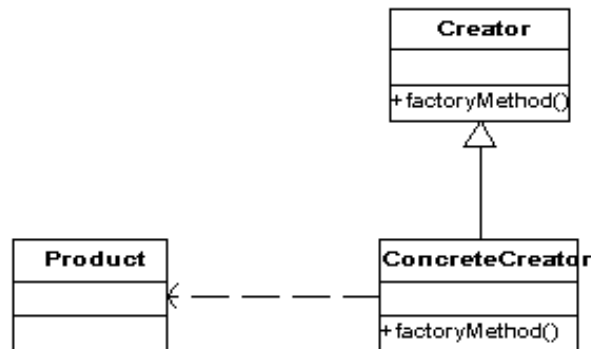 Creator
+factoryMethod()
Product
ConcreteCreator
+factoryMethod()